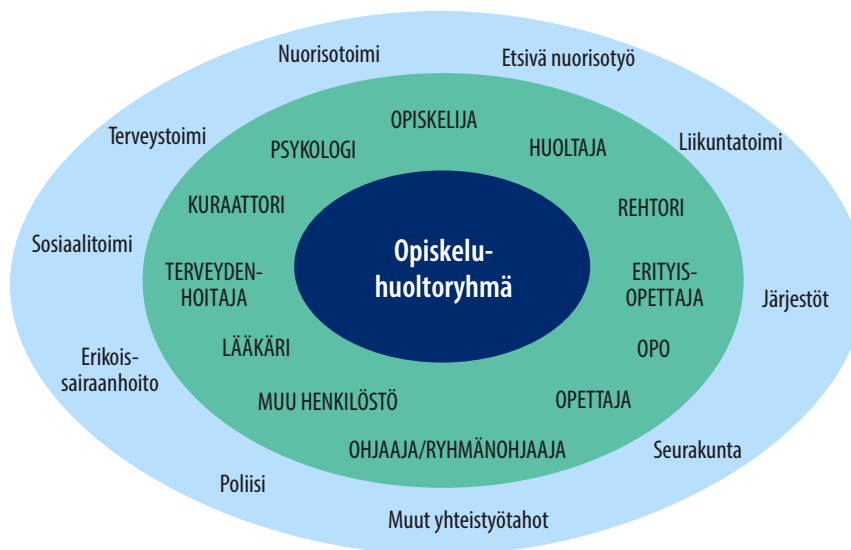 Nuorisotoimi
Etsivä nuorisotyö
Terveystoimi
Liikuntatoimi
Sosiaalitoimi
Järjestöt
Erikois-
sairaanhoito
Seurakunta
Poliisi
Muut yhteistyötahot
OPISKELIJA
PSYKOLOGI
HUOLTAJA
KURAATTORI
REHTORI
TERVEYDEN-
HOITAJA
ERITYIS-
OPETTAJA
LÄÄKÄRI
OPO
MUU HENKILÖSTÖ
OPETTAJA
OHJAAJA/RYHMÄNOHJAAJA
Opiskelu-
huoltoryhmä